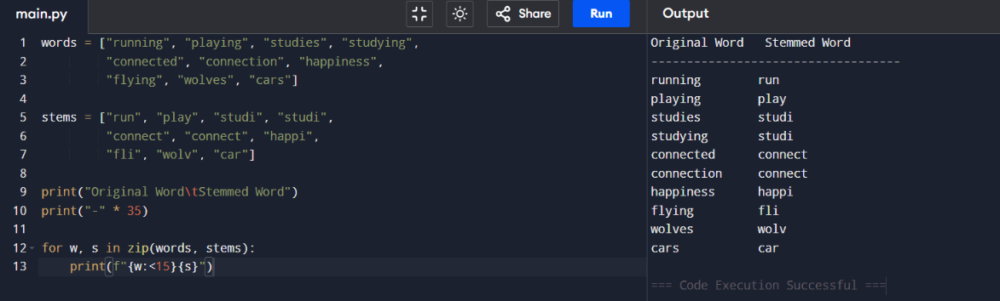 main.py
Share
Run
Output
1 words = ["running", "playing", "studies", "studying",
2 "connected", "connection", "happiness",
3 "flying", "wolves", "cars"]
4
5 stems = ["run", "play", "studi", "studi",
6 "connect", "connect", "happi",
7 "fli", "wolv", "car"]
8
9 print("Original Word\tStemmed Word")
10 print("-" * 35)
11
12 for w, s in zip(words, stems):
13 print(f"{w:<15}{s}")
Original Word Stemmed Word
-----------------------------------
running run
playing play
studies studi
studying studi
connected connect
connection connect
happiness happi
flying fli
wolves wolv
cars car
=== Code Execution Successful ===